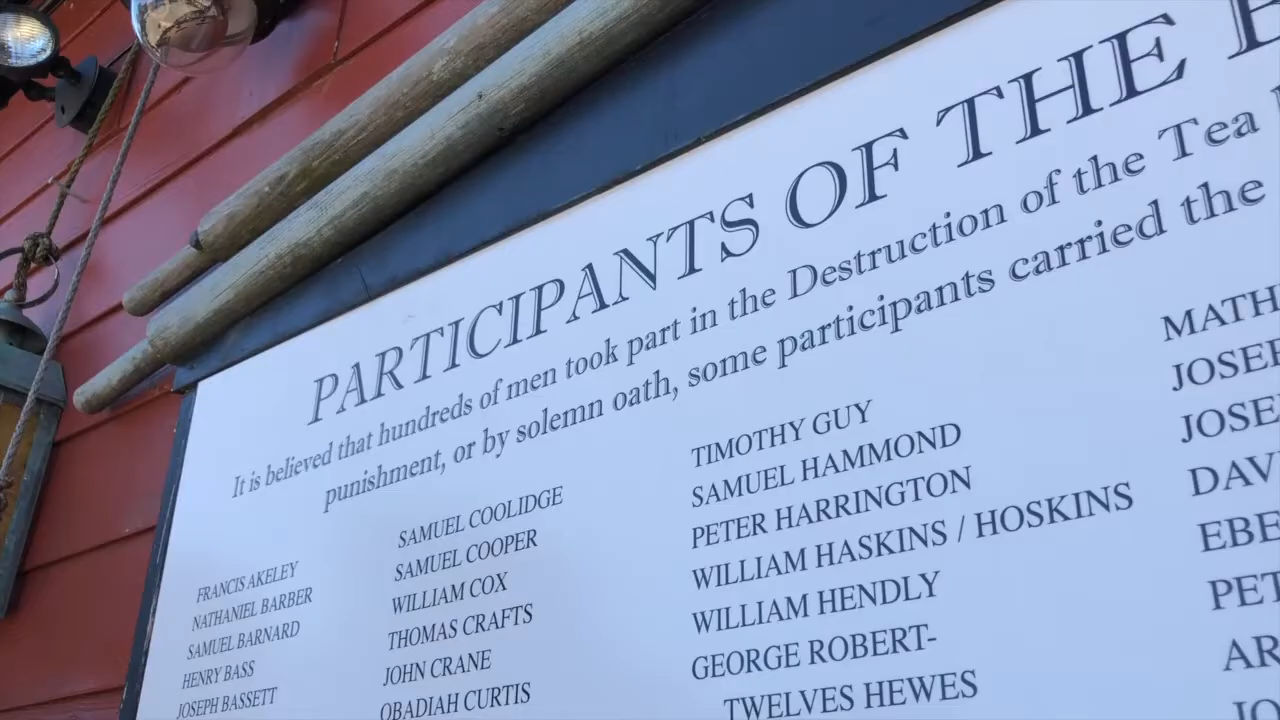 PARTICIPANTS OF THE
It is believed that hundreds of men took part in the Destruction of the Tea
punishment, or by solemn oath, some participants carried the
FRANCIS AKELEY
NATHANIEL BARBER
SAMUEL BARNARD
HENRY BASS
JOSEPH BASSETT
SAMUEL COOLIDGE
SAMUEL COOPER
WILLIAM COX
THOMAS CRAFTS
JOHN CRANE
OBADIAH CURTIS
TIMOTHY GUY
SAMUEL HAMMOND
PETER HARRINGTON
WILLIAM HASKINS / HOSKINS
WILLIAM HENDLY
GEORGE ROBERT-
TWELVES HEWES
MATH
JOSEP
JOSE
DAV
EBE
PET
AR
JO